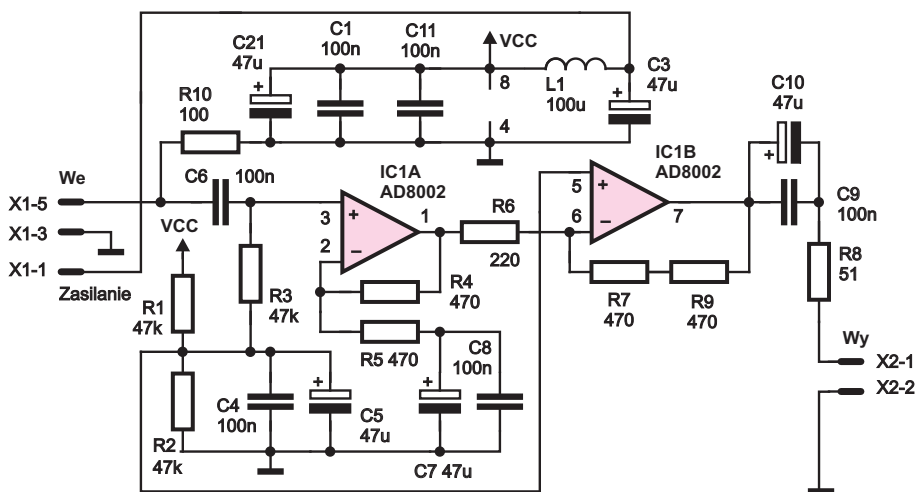 C21
47u
C1
100n
C11
100n
VCC
8
4
L1
100u
C3
47u
C10
47u
R10
100
We
C6
100n
X1-5
X1-3
X1-1
Zasilanie
VCC
IC1A
AD8002
3
2
1
+
−
R6
220
IC1B
AD8002
5
6
7
+
−
C9
100n
R8
51
R1
47k
R3
47k
R4
470
R5 470
C8
100n
R7
470
R9
470
Wy
X2-1
X2-2
R2
47k
C4
100n
+
C5
47u
+
C7 47u
+
+
+